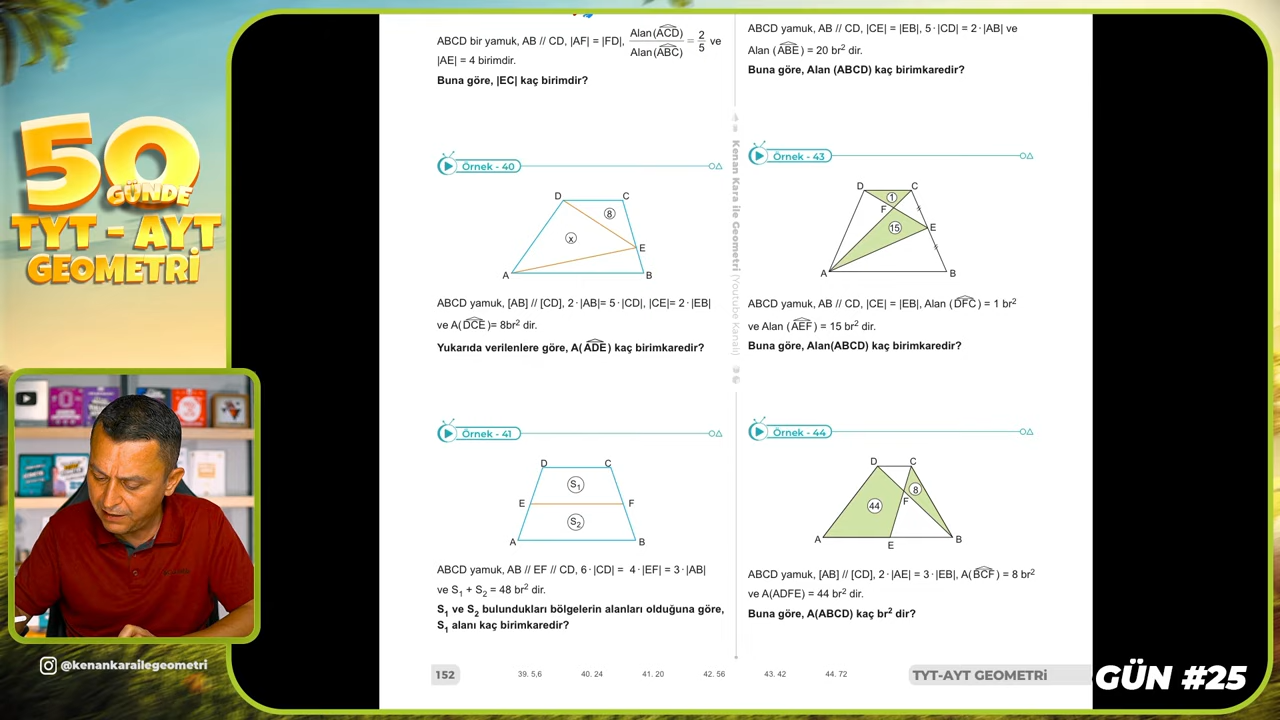 50
GÜNDE
TYT - AYT
GEOMETRİ
@kenankarailegeometri
ABCD bir yamuk, AB // CD, |AF| = |FD|, Alan(ACD) / Alan(ABC) = 2/5 ve
|AE| = 4 birimdir.
Buna göre, |EC| kaç birimdir?
Örnek - 40
D
C
8
x
E
A
B
ABCD yamuk, [AB] // [CD], 2·|AB|= 5·|CD|, |CE|= 2·|EB|
ve A(DCE)= 8br² dir.
Yukarıda verilenlere göre, A(ADE) kaç birimkaredir?
Örnek - 41
D
C
S₁
E
F
S₂
A
B
ABCD yamuk, AB // EF // CD, 6·|CD| = 4·|EF| = 3·|AB|
ve S₁ + S₂ = 48 br² dir.
S₁ ve S₂ bulundukları bölgelerin alanları olduğuna göre,
S₁ alanı kaç birimkaredir?
Kenan Kara ile Geometri (Youtube Kanalı)
ABCD yamuk, AB // CD, |CE| = |EB|, 5·|CD| = 2·|AB| ve
Alan (ABE) = 20 br² dir.
Buna göre, Alan (ABCD) kaç birimkaredir?
Örnek - 43
D
C
1
F
15
E
A
B
ABCD yamuk, AB // CD, |CE| = |EB|, Alan (DFC) = 1 br²
ve Alan (AEF) = 15 br² dir.
Buna göre, Alan(ABCD) kaç birimkaredir?
Örnek - 44
D
C
8
44
F
A
E
B
ABCD yamuk, [AB] // [CD], 2·|AE| = 3·|EB|, A(BCF) = 8 br²
ve A(ADFE) = 44 br² dir.
Buna göre, A(ABCD) kaç br² dir?
152
39. 5,6
40. 24
41. 20
42. 56
43. 42
44. 72
TYT-AYT GEOMETRİ
GÜN #25